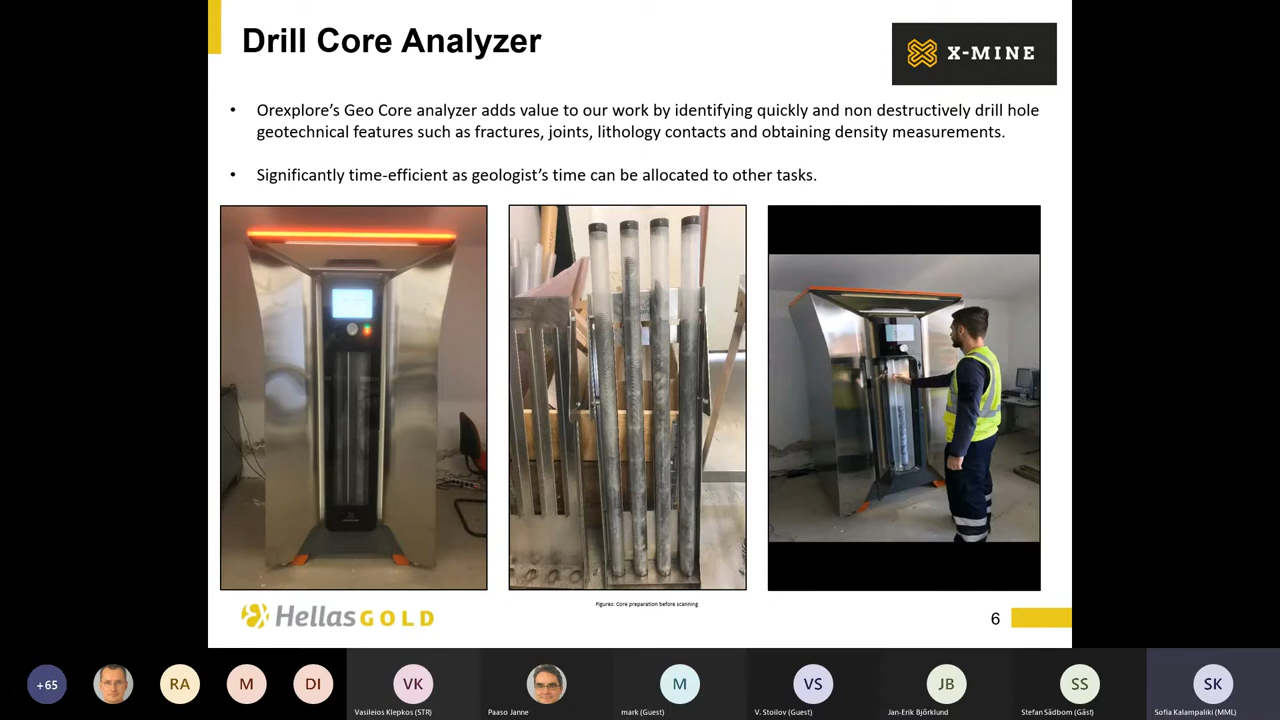 Drill Core Analyzer
X-MINE
• Orexplore's Geo Core analyzer adds value to our work by identifying quickly and non destructively drill hole
geotechnical features such as fractures, joints, lithology contacts and obtaining density measurements.
• Significantly time-efficient as geologist's time can be allocated to other tasks.
Figures: Core preparation before scanning
HellasGOLD
6
+65
RA
M
DI
VK
M
VS
JB
SS
SK
Vasileios Klepkos (STR)
Paaso Janne
mark (Guest)
V. Stoilov (Guest)
Jan-Erik Björklund
Stefan Sädbom (Gäst)
Sofia Kalampaliki (MML)